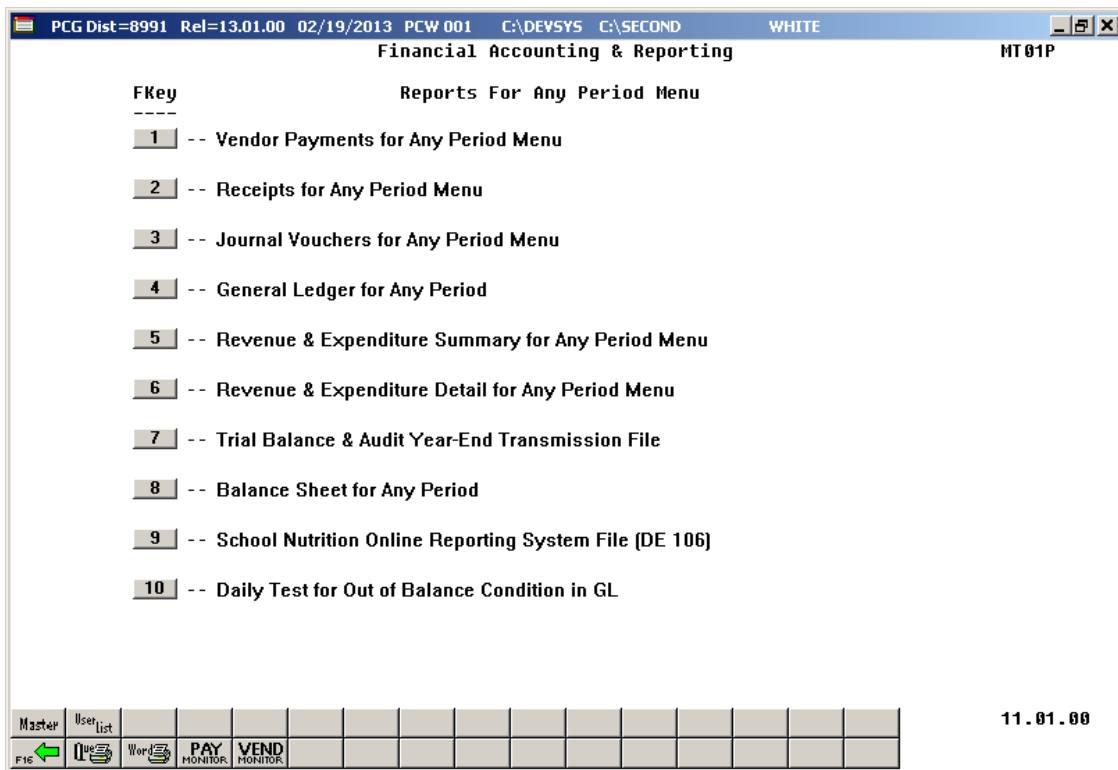 PCG Dist=8991 Rel=13.01.00 02/19/2013 PCW 001 C:\DEVSYS C:\SECOND WHITE
Financial Accounting & Reporting MT01P
FKey Reports For Any Period Menu
----
1 -- Vendor Payments for Any Period Menu
2 -- Receipts for Any Period Menu
3 -- Journal Vouchers for Any Period Menu
4 -- General Ledger for Any Period
5 -- Revenue & Expenditure Summary for Any Period Menu
6 -- Revenue & Expenditure Detail for Any Period Menu
7 -- Trial Balance & Audit Year-End Transmission File
8 -- Balance Sheet for Any Period
9 -- School Nutrition Online Reporting System File (DE 106)
10 -- Daily Test for Out of Balance Condition in GL
Master User list 11.01.00
F16 Que Word PAY MONITOR VEND MONITOR